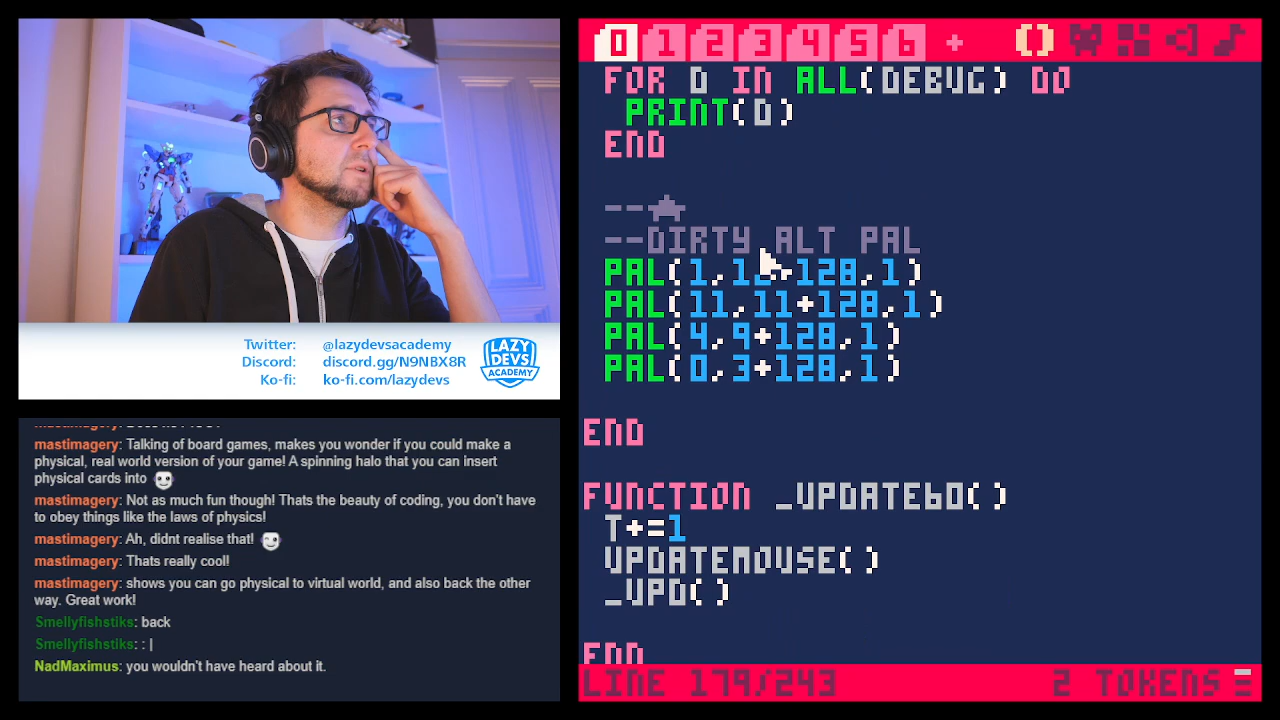 0 1 2 3 4 5 6 + ()
FOR D IN ALL(DEBUG) DO
PRINT(D)
END
--
--DIRTY ALT PAL
PAL(1,1 +128,1)
PAL(11,11+128,1)
PAL(4,9+128,1)
PAL(0,3+128,1)
END
FUNCTION _UPDATE60()
T+=1
UPDATEMOUSE()
_UPD()
END
LINE 179/243 2 TOKENS
Twitter: @lazydevsacademy
Discord: discord.gg/N9NBX8R
Ko-fi: ko-fi.com/lazydevs
LAZY
DEVS
ACADEMY
mastimagery: Talking of board games, makes you wonder if you could make a
physical, real world version of your game! A spinning halo that you can insert
physical cards into
mastimagery: Not as much fun though! Thats the beauty of coding, you don't have
to obey things like the laws of physics!
mastimagery: Ah, didnt realise that!
mastimagery: Thats really cool!
mastimagery: shows you can go physical to virtual world, and also back the other
way. Great work!
Smellyfishstiks: back
Smellyfishstiks: : |
NadMaximus: you wouldn't have heard about it.